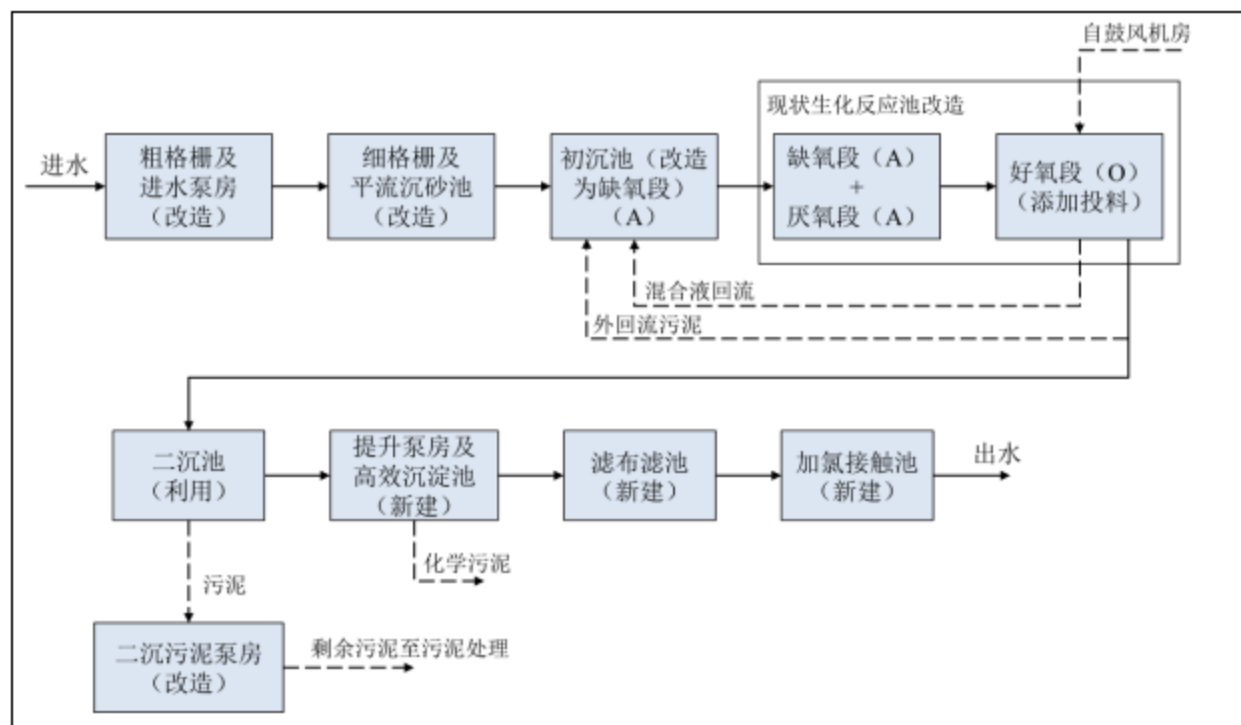 自鼓风机房
现状生化反应池改造
进水
粗格栅及
进水泵房
（改造）
细格栅及
平流沉砂池
（改造）
初沉池（改造
为缺氧段）
（A）
缺氧段（A）
+
厌氧段（A）
好氧段（O）
（添加投料）
混合液回流
外回流污泥
二沉池
（利用）
提升泵房及
高效沉淀池
（新建）
滤布滤池
（新建）
加氯接触池
（新建）
出水
污泥
化学污泥
二沉污泥泵房
（改造）
剩余污泥至污泥处理